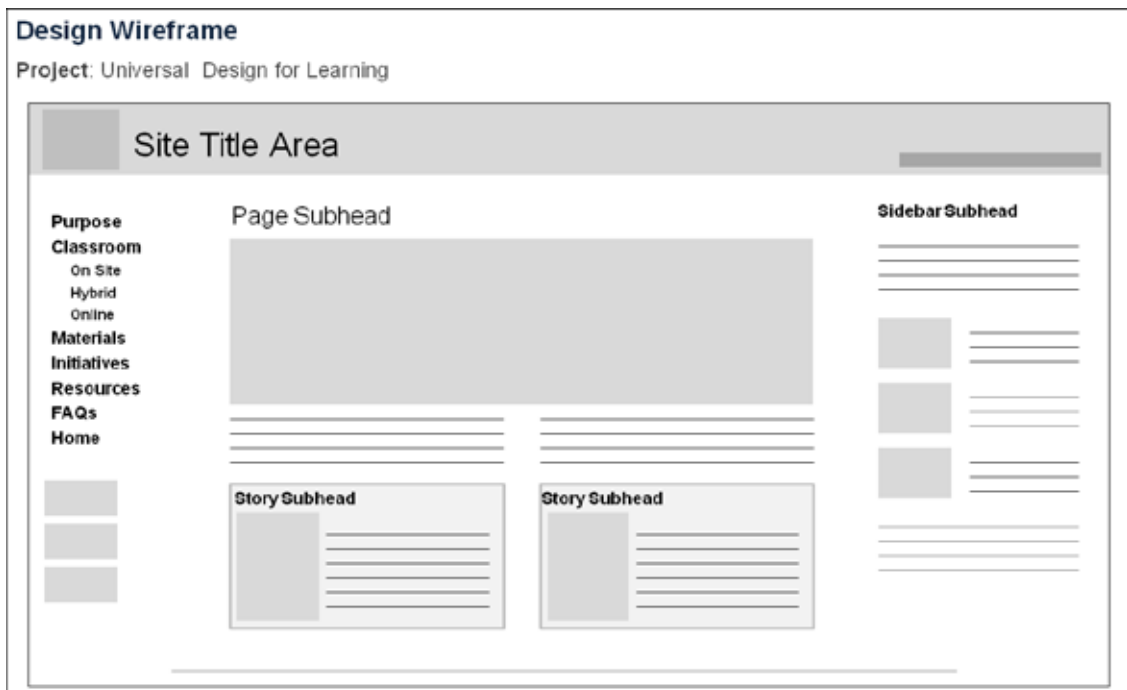 Design Wireframe
Project: Universal Design for Learning
Site Title Area
Purpose
Classroom
On Site
Hybrid
Online
Materials
Initiatives
Resources
FAQs
Home
Page Subhead
Story Subhead
Story Subhead
Sidebar Subhead